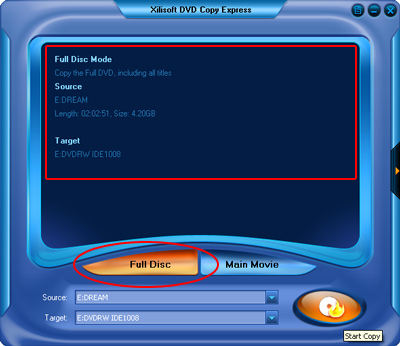 Xilisoft DVD Copy Express
Full Disc Mode
Copy the Full DVD, including all titles
Source
E:DREAM
Length: 02:02:51, Size: 4.20GB
Target
E:DVDRW IDE1008
Full Disc
Main Movie
Source:
E:DREAM
Target:
E:DVDRW IDE1008
Start Copy